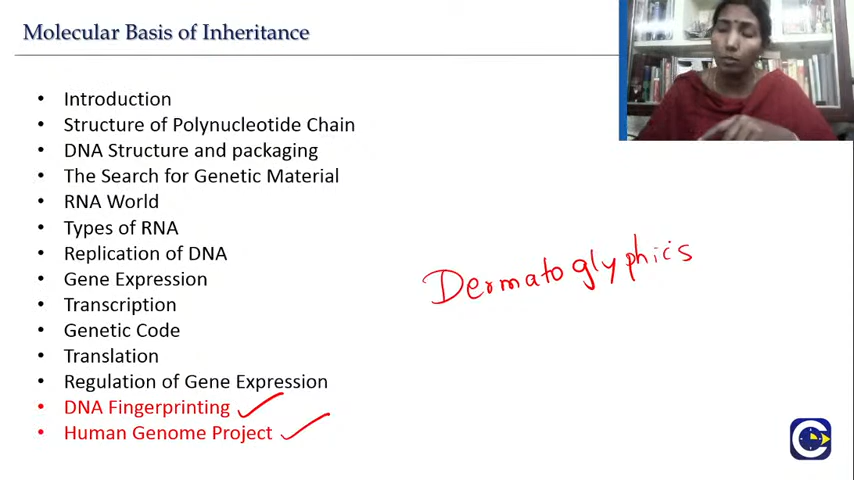 Molecular Basis of Inheritance
• Introduction
• Structure of Polynucleotide Chain
• DNA Structure and packaging
• The Search for Genetic Material
• RNA World
• Types of RNA
• Replication of DNA
• Gene Expression
• Transcription
• Genetic Code
• Translation
• Regulation of Gene Expression
• DNA Fingerprinting
• Human Genome Project
Dermatoglyphics